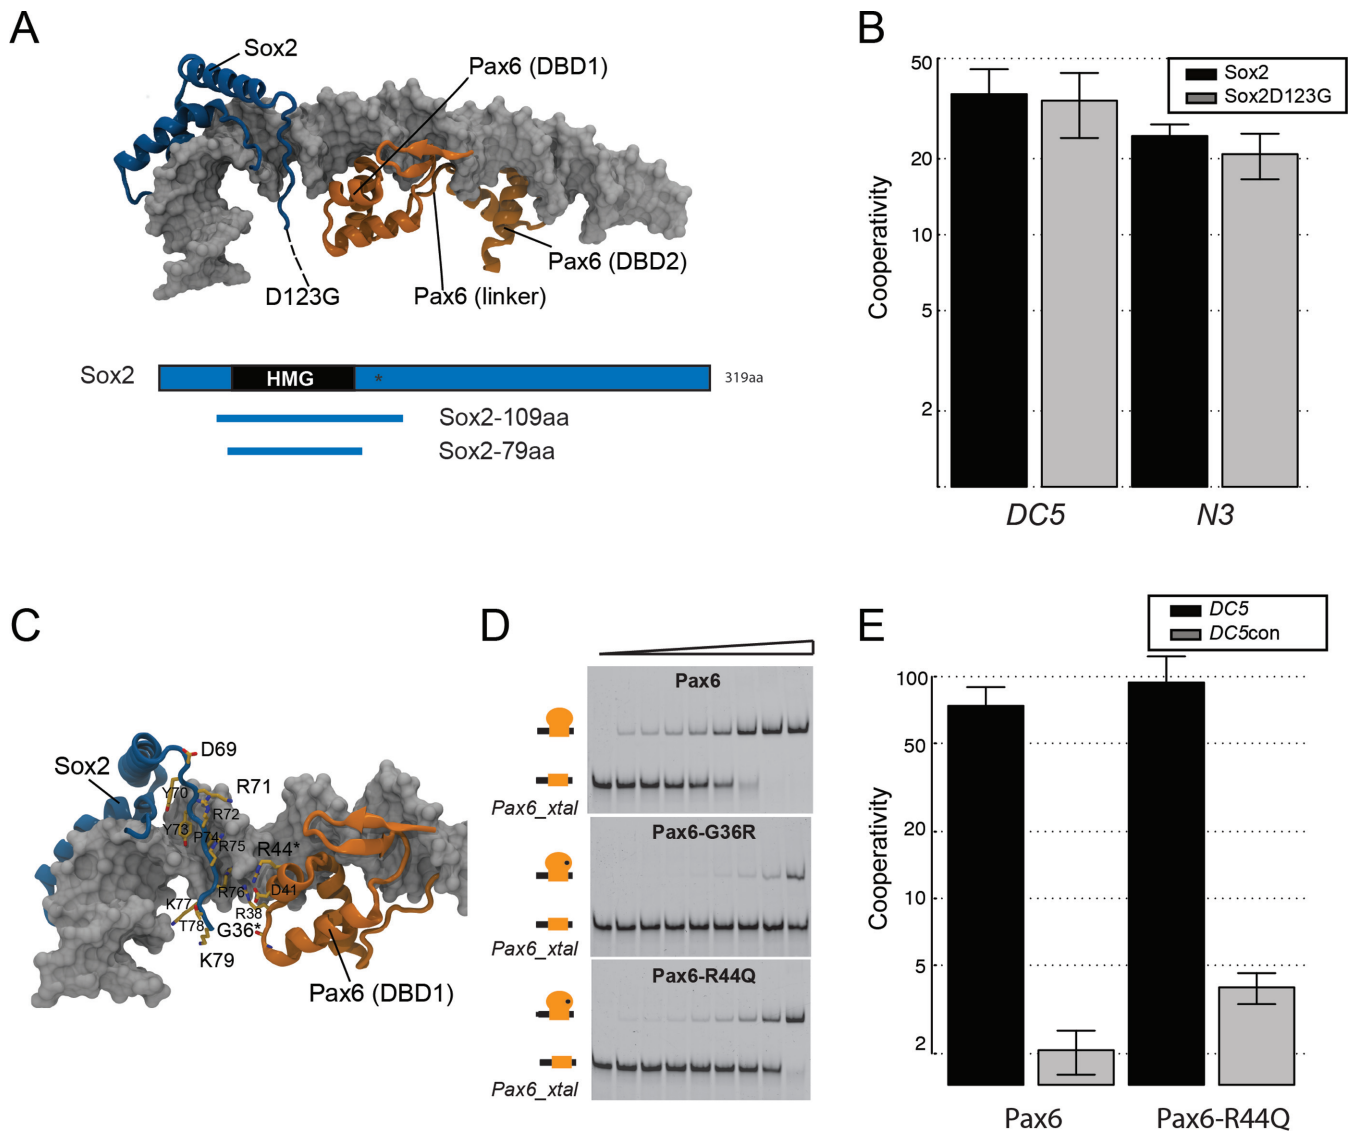 A
Sox2
Pax6 (DBD1)
Pax6 (DBD2)
D123G
Pax6 (linker)
Sox2
HMG
*
319aa
Sox2-109aa
Sox2-79aa
B
Sox2
Sox2D123G
Cooperativity
50
20
10
5
2
DC5
N3
C
Sox2
D69
Y70
R71
R72
Y73
P74
R75
R44*
R76
D41
K77
R38
T78
G36*
K79
Pax6 (DBD1)
D
Pax6
Pax6_xtal
Pax6-G36R
Pax6_xtal
Pax6-R44Q
Pax6_xtal
E
DC5
DC5con
Cooperativity
100
50
20
10
5
2
Pax6
Pax6-R44Q